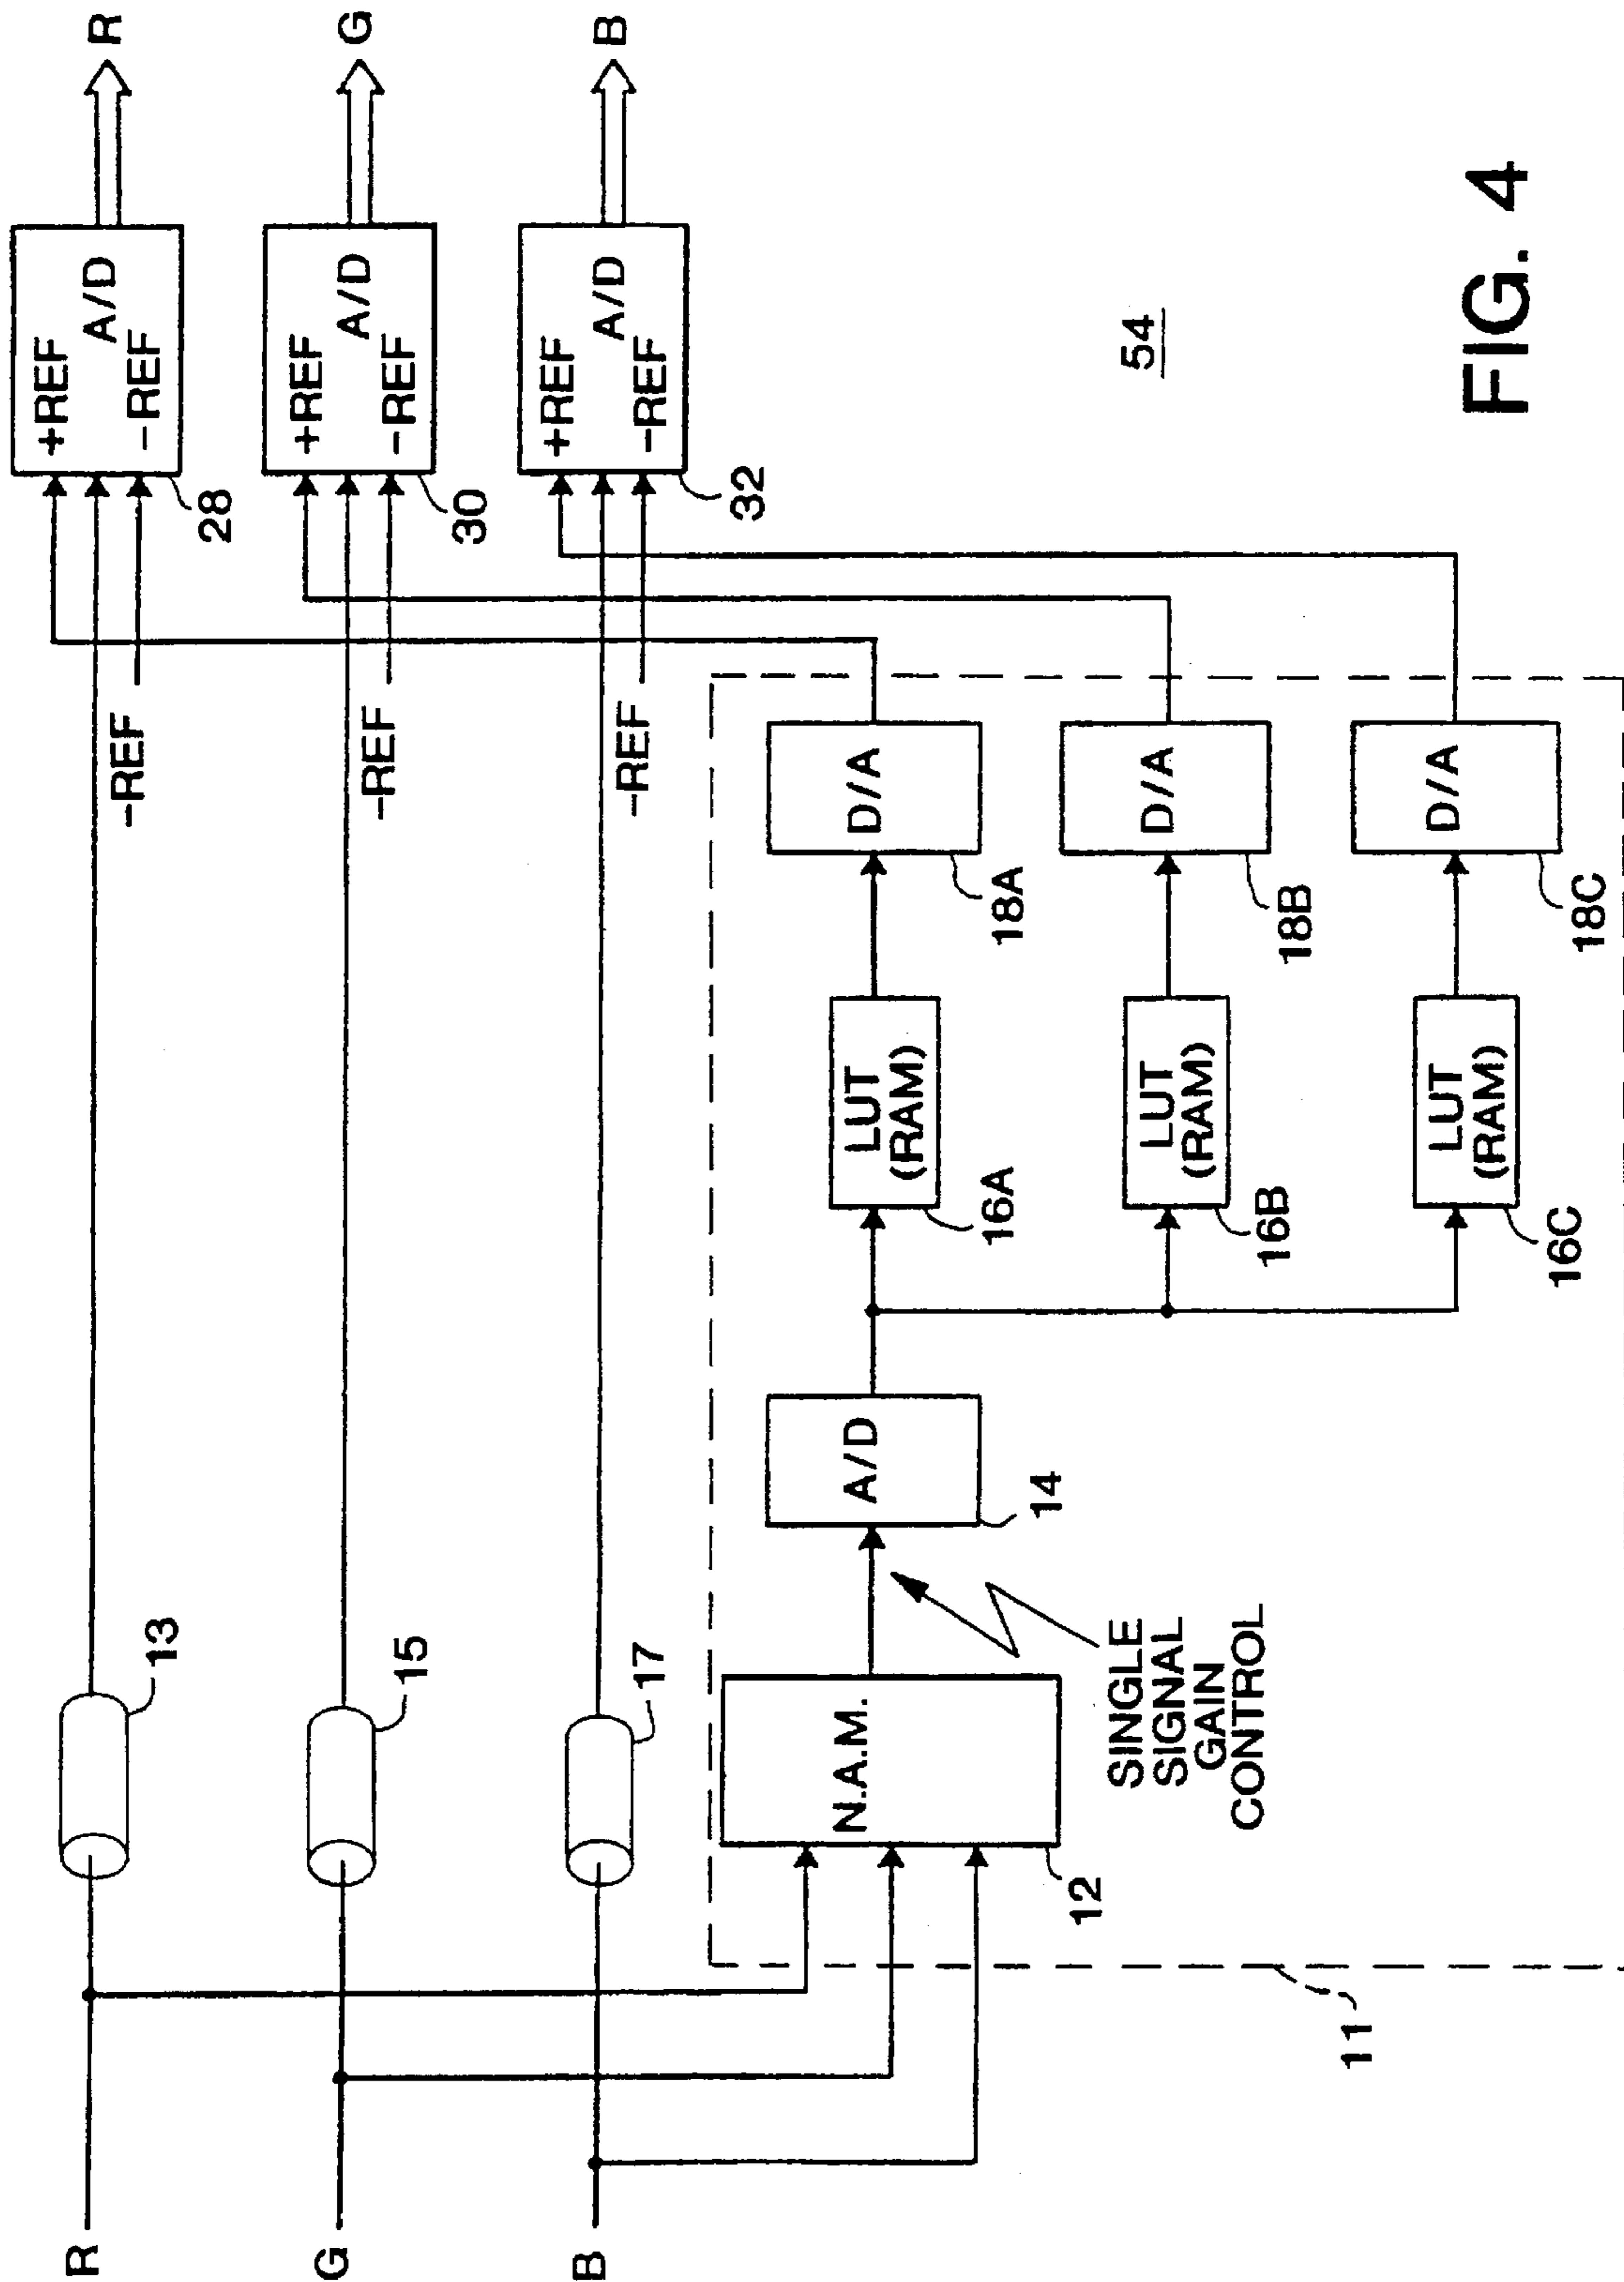 R
13
-REF
+REF
A/D
-REF
28
R
G
15
-REF
+REF
A/D
-REF
30
G
B
17
-REF
+REF
A/D
-REF
32
B
N.A.M.
12
SINGLE
SIGNAL
GAIN
CONTROL
A/D
14
LUT
(RAM)
16A
D/A
18A
LUT
(RAM)
16B
D/A
18B
LUT
(RAM)
16C
D/A
18C
11
54
FIG. 4